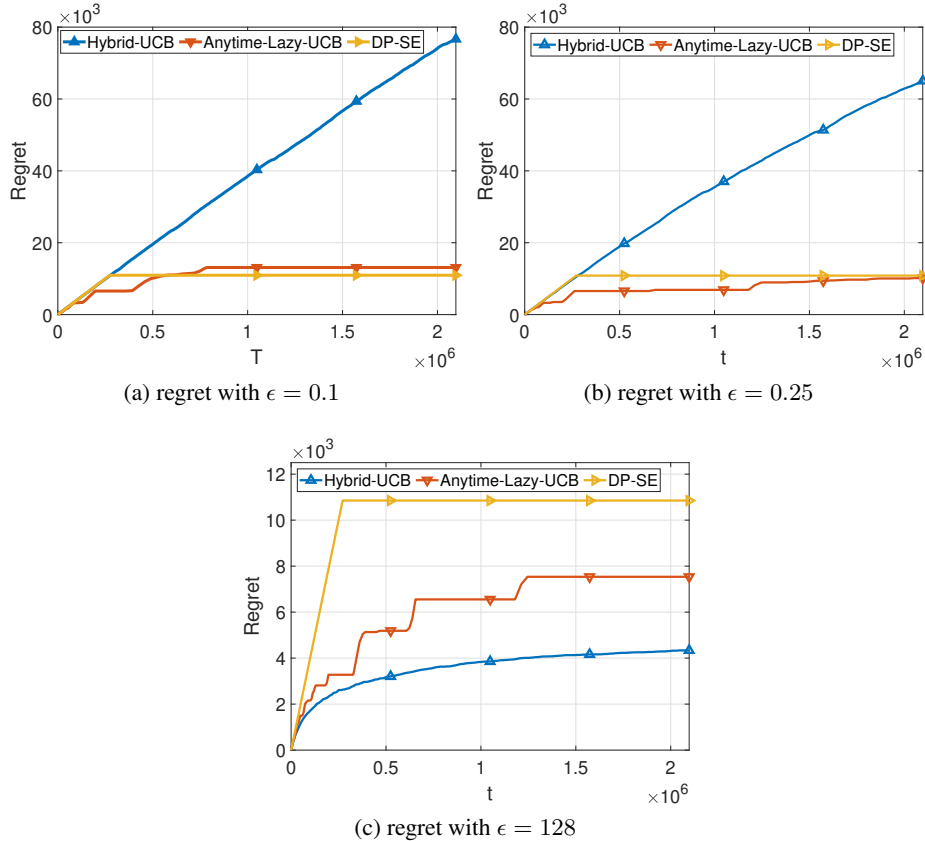 ×10³
80
60
40
20
0
Regret
Hybrid-UCB Anytime-Lazy-UCB DP-SE
0 0.5 1 1.5 2
T ×10⁶
(a) regret with ϵ = 0.1
×10³
80
60
40
20
0
Regret
Hybrid-UCB Anytime-Lazy-UCB DP-SE
0 0.5 1 1.5 2
t ×10⁶
(b) regret with ϵ = 0.25
×10³
12
10
8
6
4
2
0
Regret
Hybrid-UCB Anytime-Lazy-UCB DP-SE
0 0.5 1 1.5 2
t ×10⁶
(c) regret with ϵ = 128